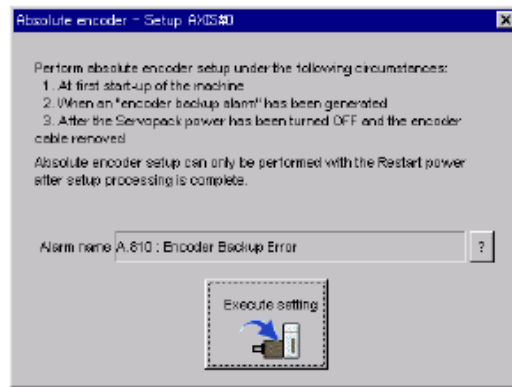 Absolute encoder - Setup AXIS#0
Perform absolute encoder setup under the following circumstances:
1. At first start-up of the machine
2. When an "encoder backup alarm" has been generated
3. After the Servopack power has been turned OFF and the encoder
cable removed
Absolute encoder setup can only be performed with the Restart power
after setup processing is complete.
Alarm name A.810 : Encoder Backup Error ?
Execute setting